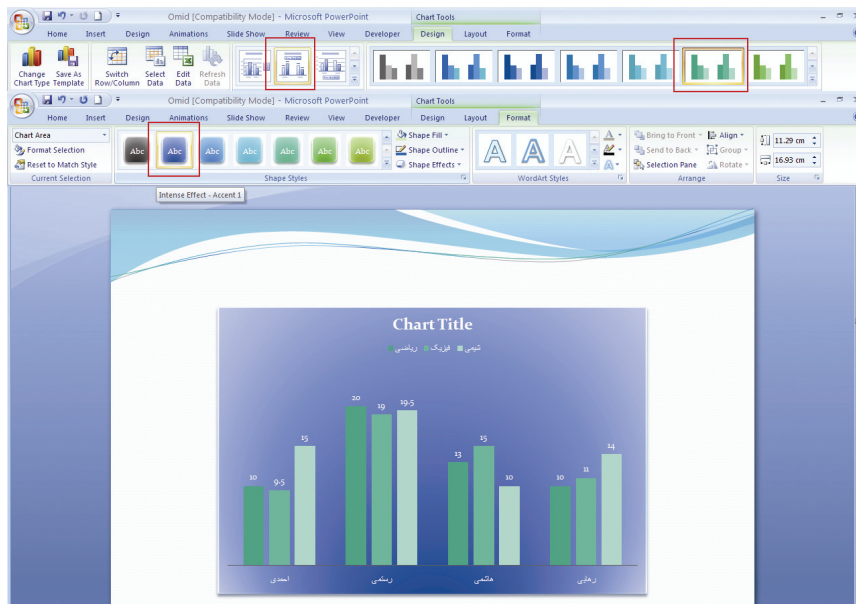 Omid [Compatibility Mode] - Microsoft PowerPoint Chart Tools
Home Insert Design Animations Slide Show Review View Developer Design Layout Format
Change Chart Type Save As Template Switch Row/Column Select Data Edit Data Refresh Data
Omid [Compatibility Mode] - Microsoft PowerPoint Chart Tools
Home Insert Design Animations Slide Show Review View Developer Design Layout Format
Chart Area
Format Selection
Reset to Match Style
Current Selection
Abc Abc Abc Abc Abc Abc Abc
Shape Fill
Shape Outline
Shape Effects
Shape Styles
A A A
WordArt Styles
Bring to Front Align
Send to Back Group
Selection Pane Rotate
Arrange
11.29 cm
16.93 cm
Size
Intense Effect - Accent 1
Chart Title
ریاضی فیزیک شیمی
10 9.5 15
20 19 19.5
13 15 10
10 11 14
احمدی رستمی هاشمی رهایی